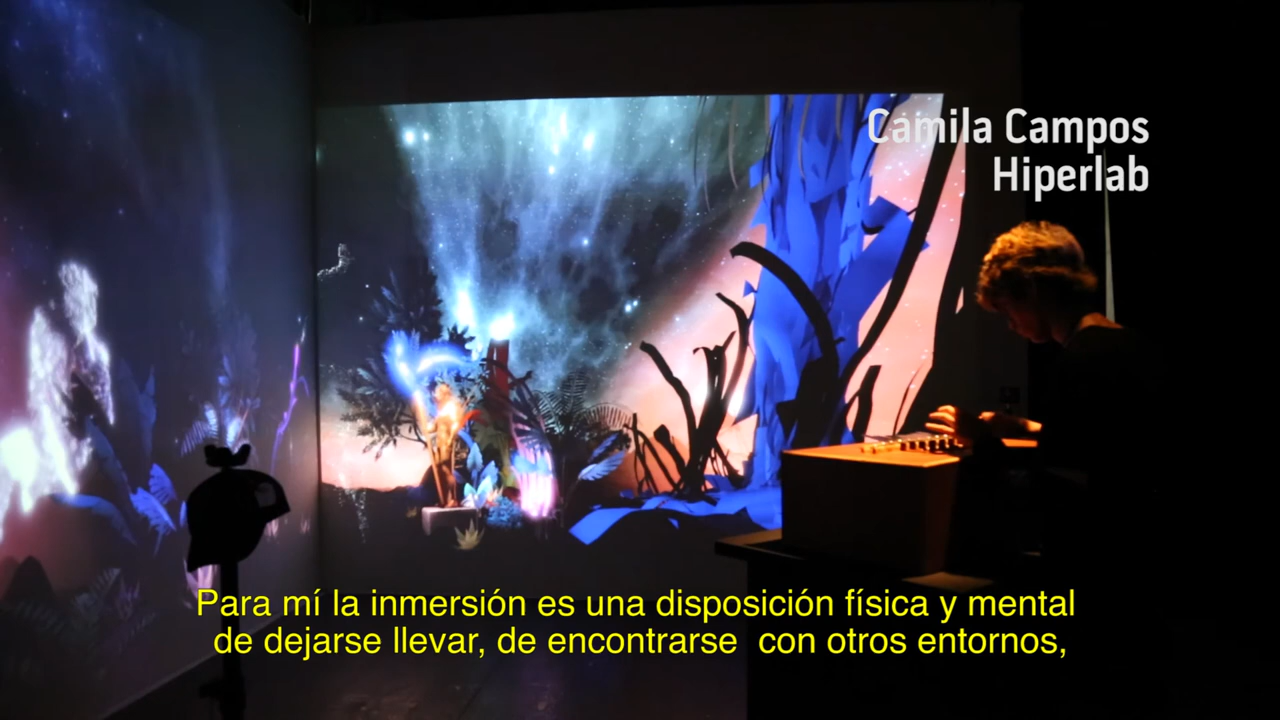 Camila Campos
Hiperlab
Para mí la inmersión es una disposición física y mental
de dejarse llevar, de encontrarse con otros entornos,